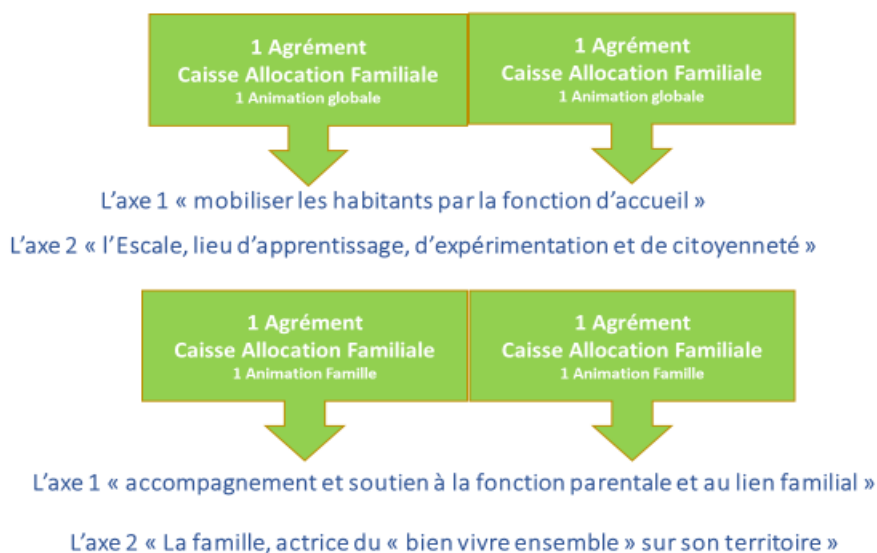 1 Agrément
Caisse Allocation Familiale
1 Animation globale
1 Agrément
Caisse Allocation Familiale
1 Animation globale
L'axe 1 « mobiliser les habitants par la fonction d'accueil »
L'axe 2 « l'Escale, lieu d'apprentissage, d'expérimentation et de citoyenneté »
1 Agrément
Caisse Allocation Familiale
1 Animation Famille
1 Agrément
Caisse Allocation Familiale
1 Animation Famille
L'axe 1 « accompagnement et soutien à la fonction parentale et au lien familial »
L'axe 2 « La famille, actrice du « bien vivre ensemble » sur son territoire »